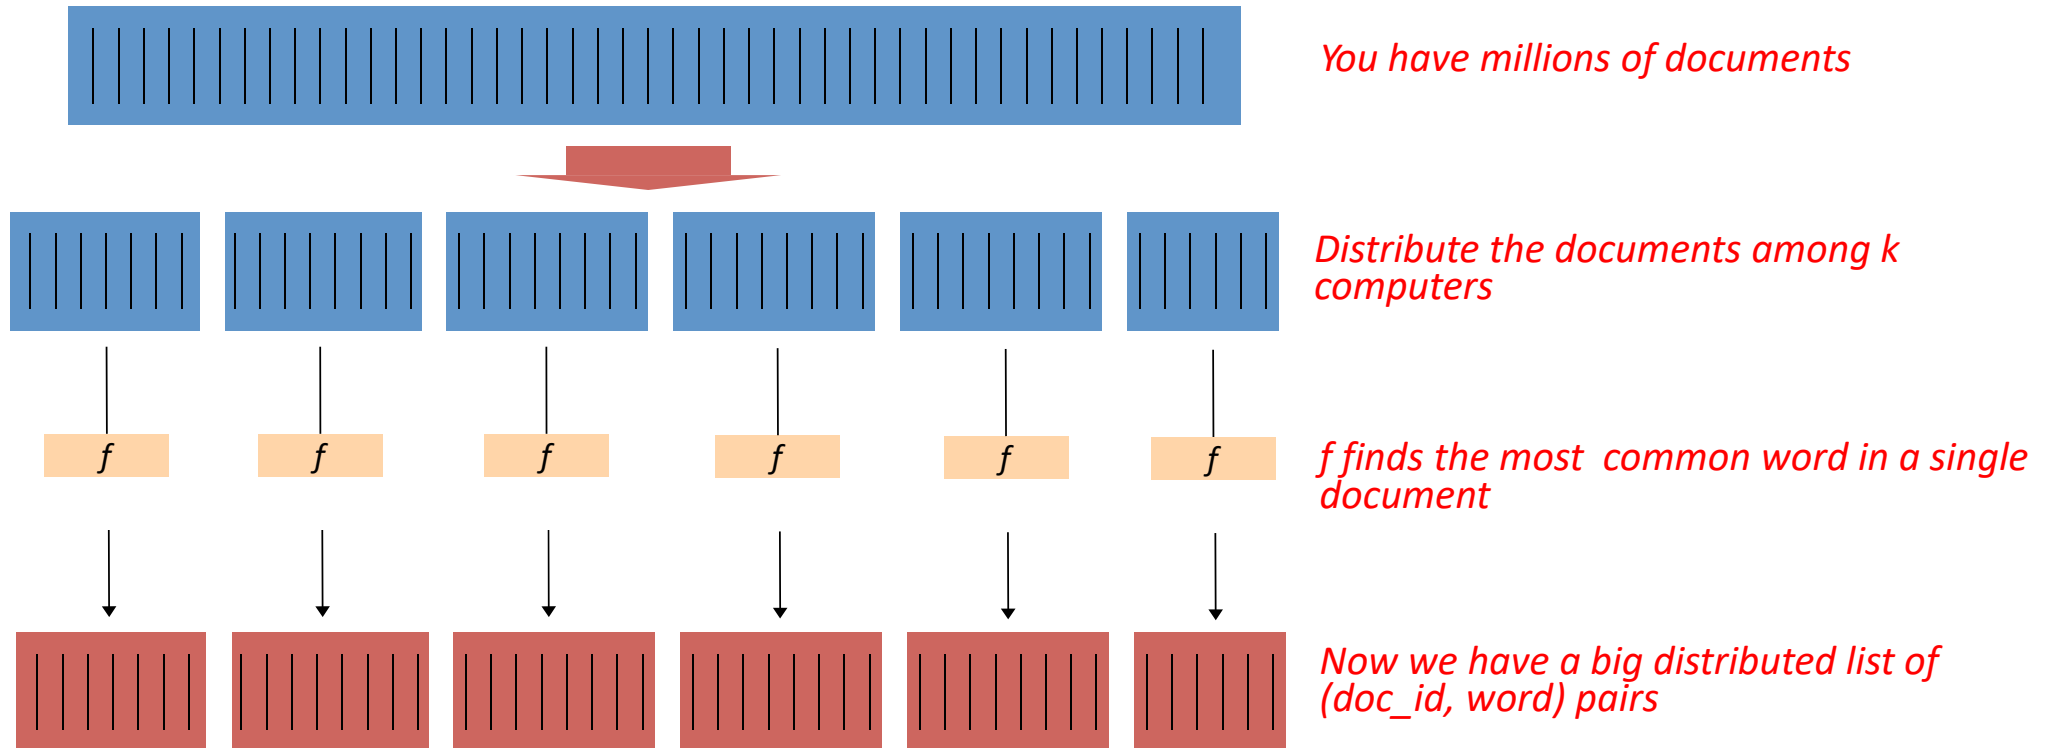 You have millions of documents
Distribute the documents among k
computers
f f f f f f
f finds the most common word in a single
document
Now we have a big distributed list of
(doc_id, word) pairs